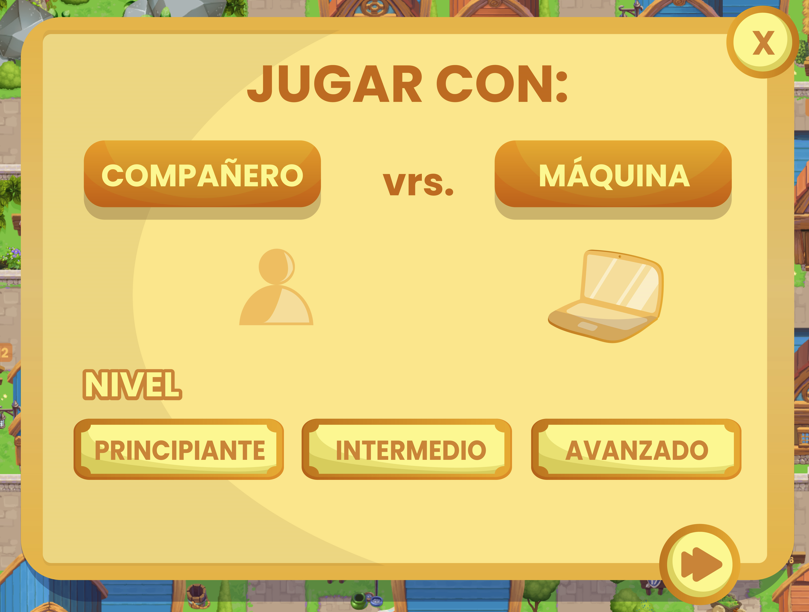 X
JUGAR CON:
COMPAÑERO vrs. MÁQUINA
NIVEL
PRINCIPIANTE INTERMEDIO AVANZADO